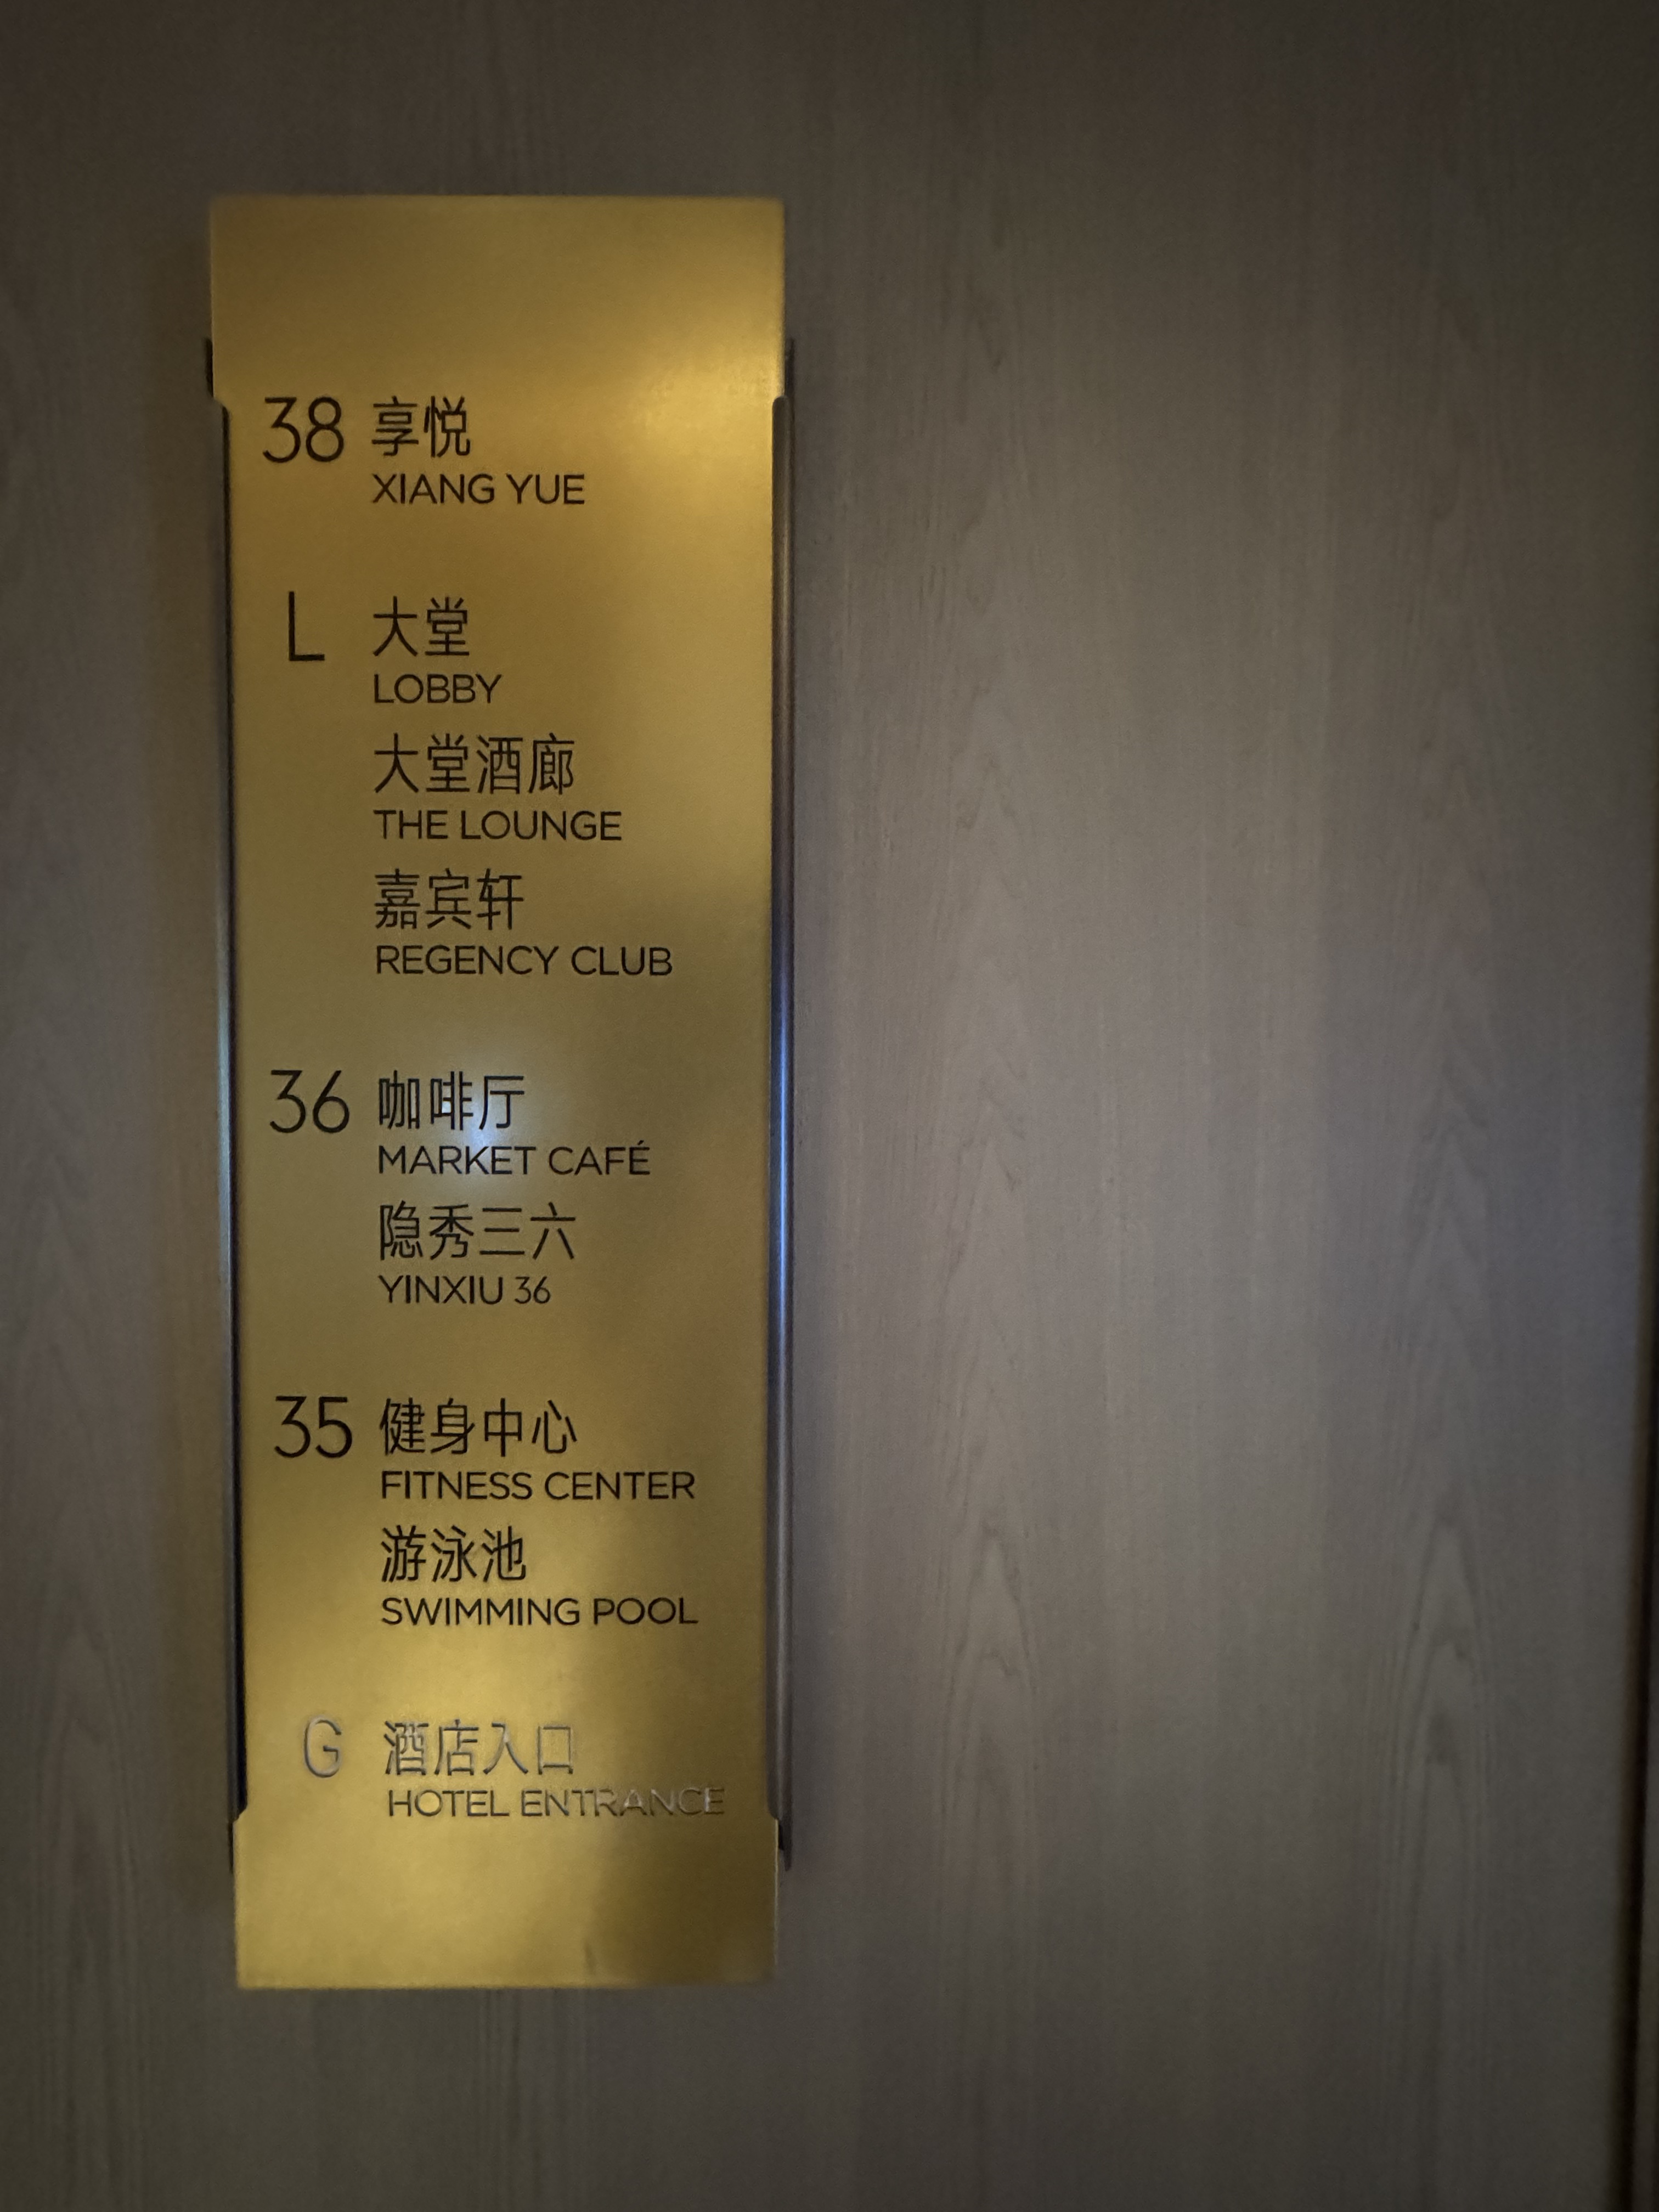 38 享悦
XIANG YUE
L 大堂
LOBBY
大堂酒廊
THE LOUNGE
嘉宾轩
REGENCY CLUB
36 咖啡厅
MARKET CAFÉ
隐秀三六
YINXIU 36
35 健身中心
FITNESS CENTER
游泳池
SWIMMING POOL
G 酒店入口
HOTEL ENTRANCE